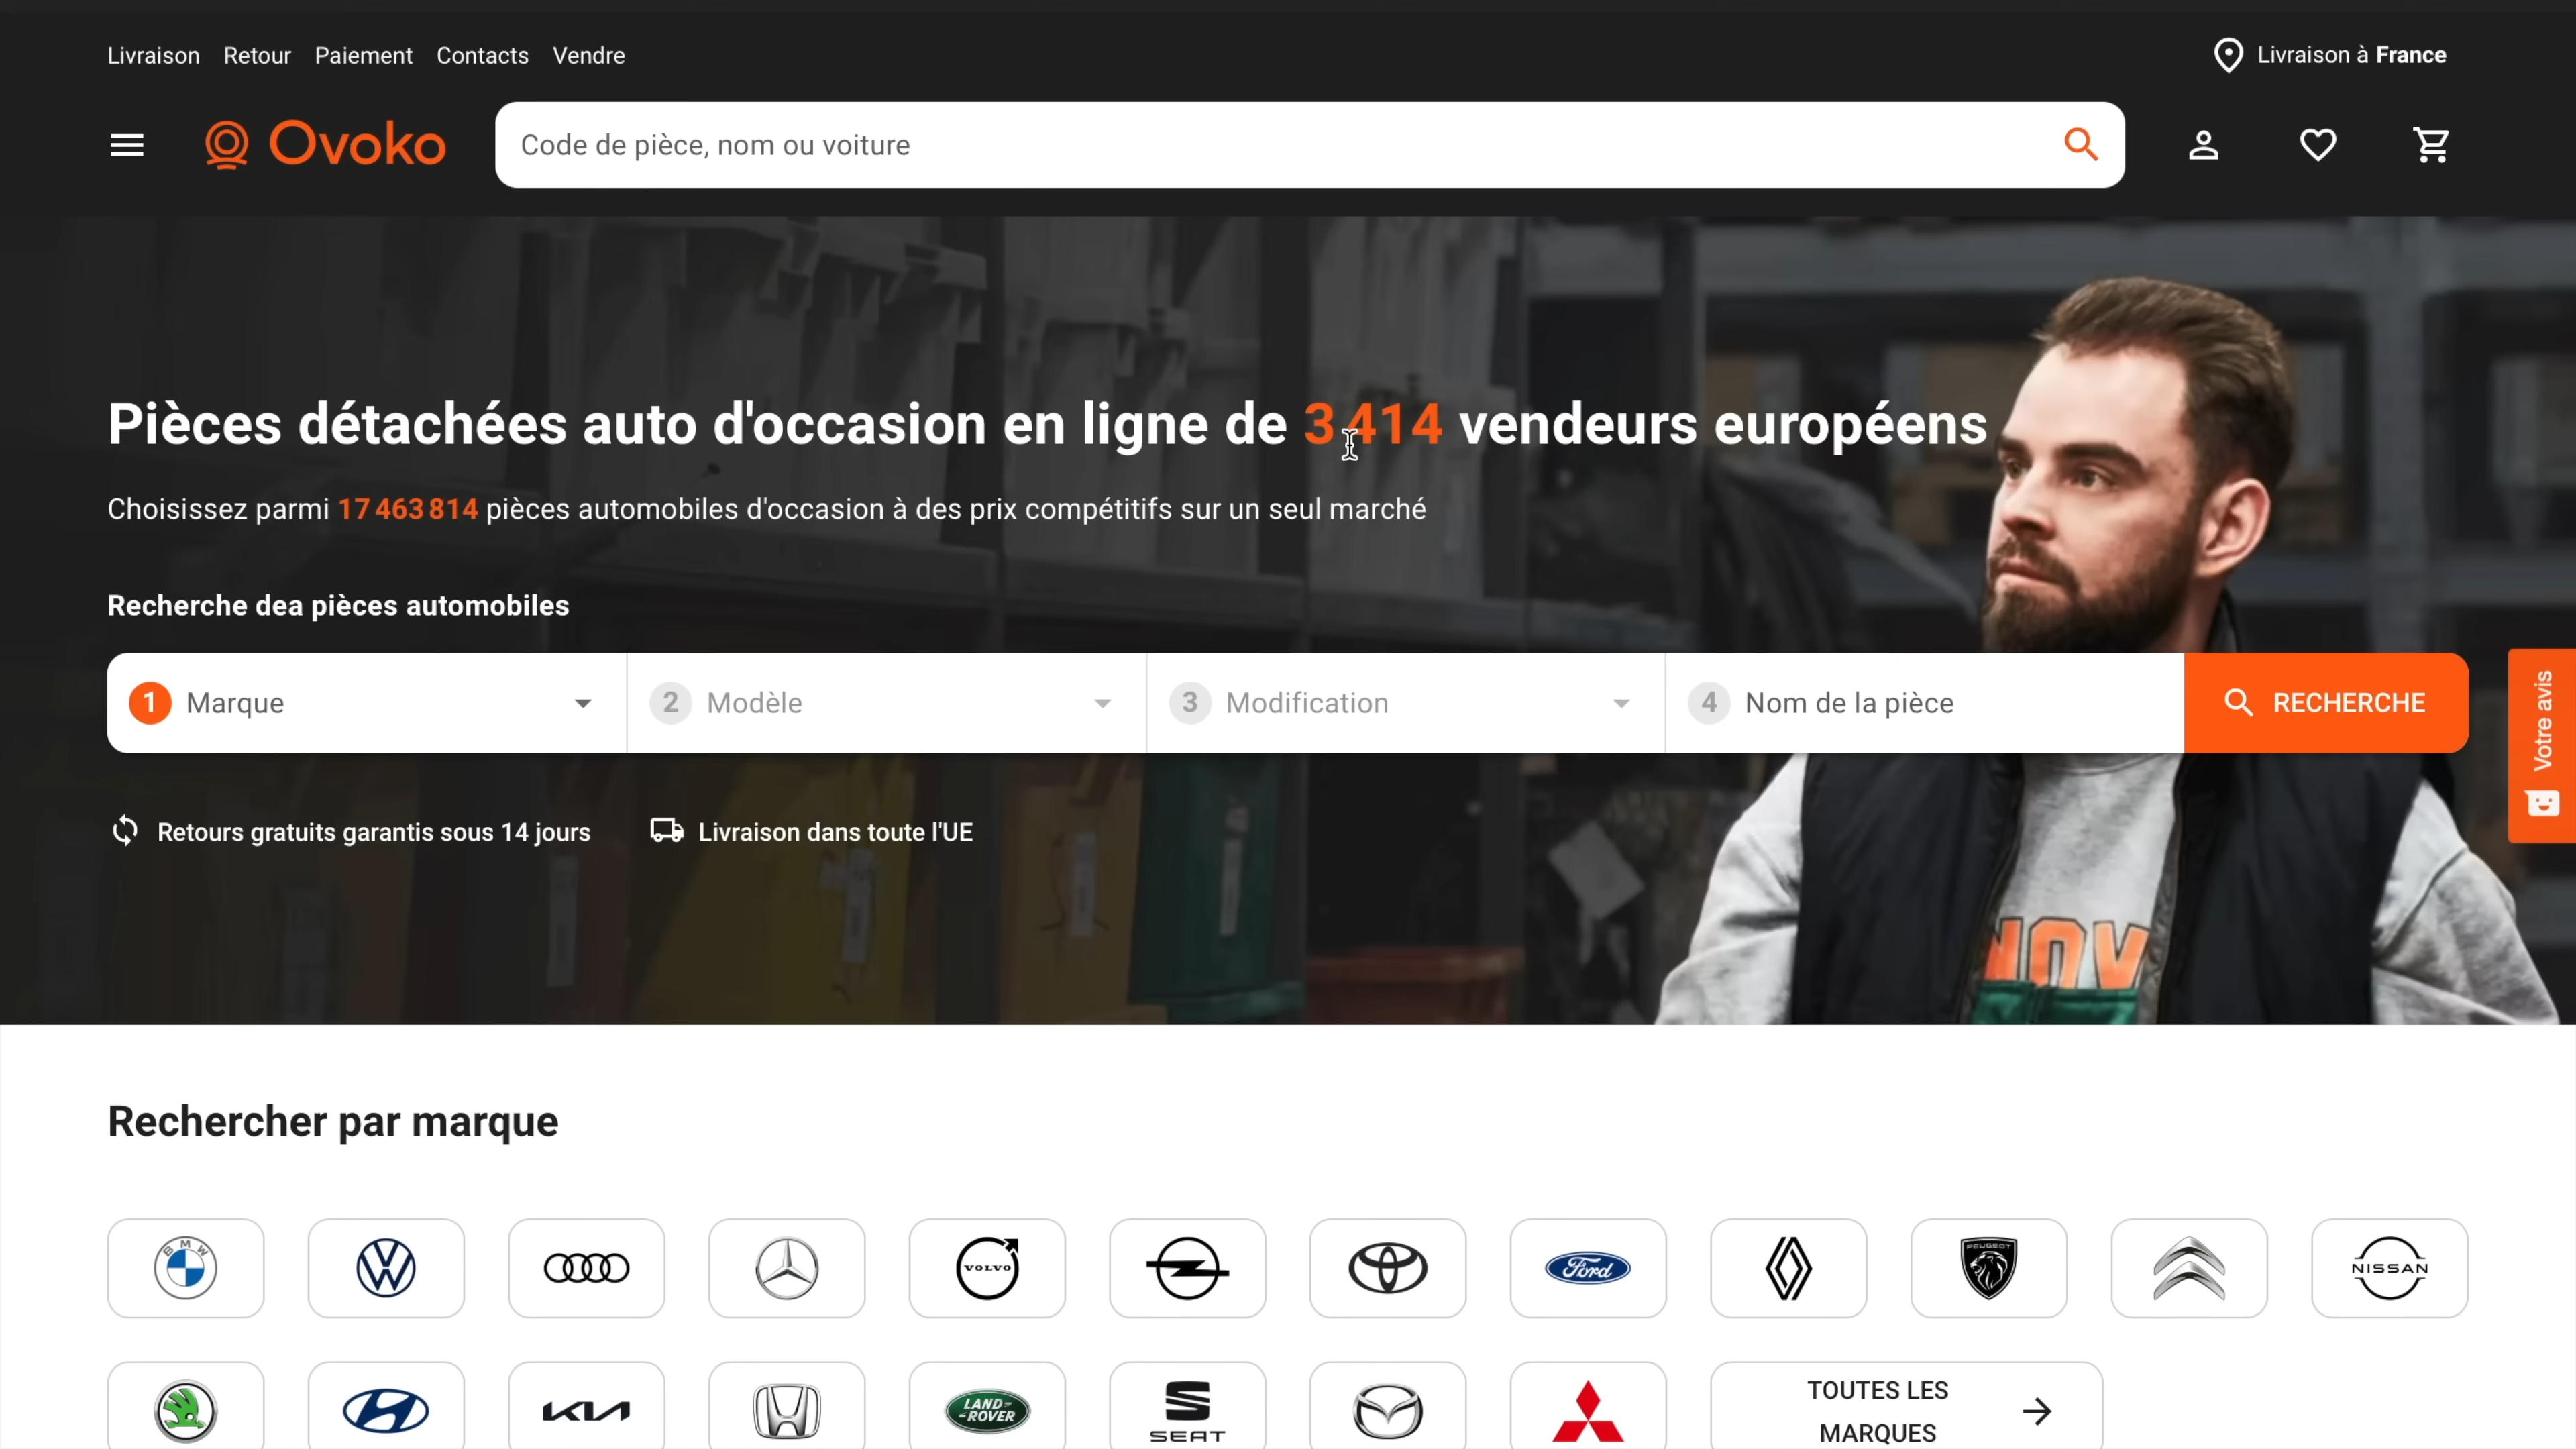 Livraison Retour Paiement Contacts Vendre
Livraison à France
Ovoko
Code de pièce, nom ou voiture
Pièces détachées auto d'occasion en ligne de 3 414 vendeurs européens
Choisissez parmi 17 463 814 pièces automobiles d'occasion à des prix compétitifs sur un seul marché
Recherche dea pièces automobiles
1 Marque
2 Modèle
3 Modification
4 Nom de la pièce
RECHERCHE
Votre avis
Retours gratuits garantis sous 14 jours
Livraison dans toute l'UE
NOV
Rechercher par marque
BMW
VOLVO
Ford
PEUGEOT
NISSAN
KIA
LAND-
-ROVER
SEAT
TOUTES LES
MARQUES